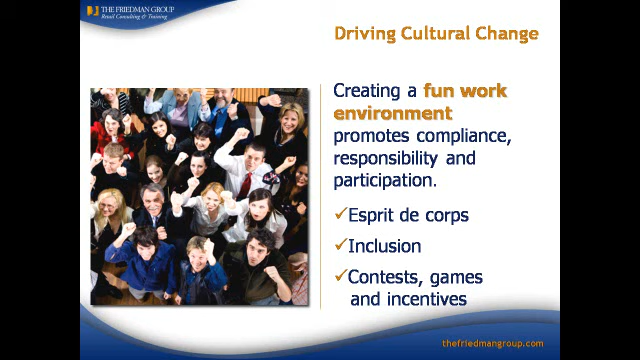 THE FRIEDMAN GROUP
Retail Consulting & Training
Driving Cultural Change
Creating a fun work
environment
promotes compliance,
responsibility and
participation.
✓Esprit de corps
✓Inclusion
✓Contests, games
and incentives
thefriedmangroup.com